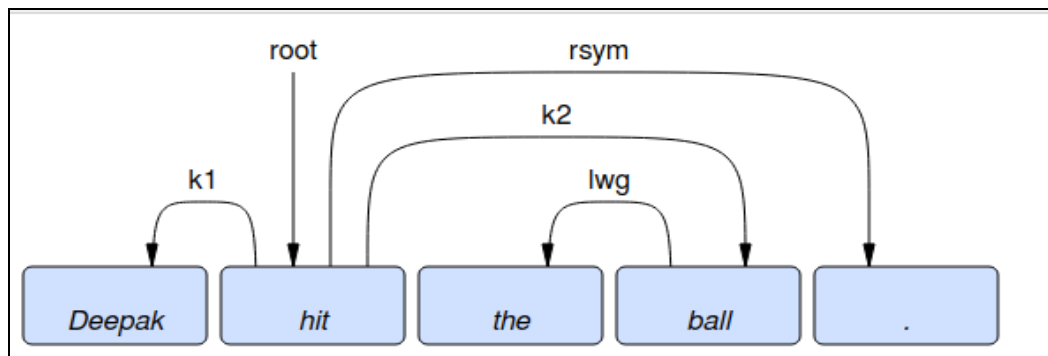 root rsym
k2
k1 lwg
Deepak hit the ball .